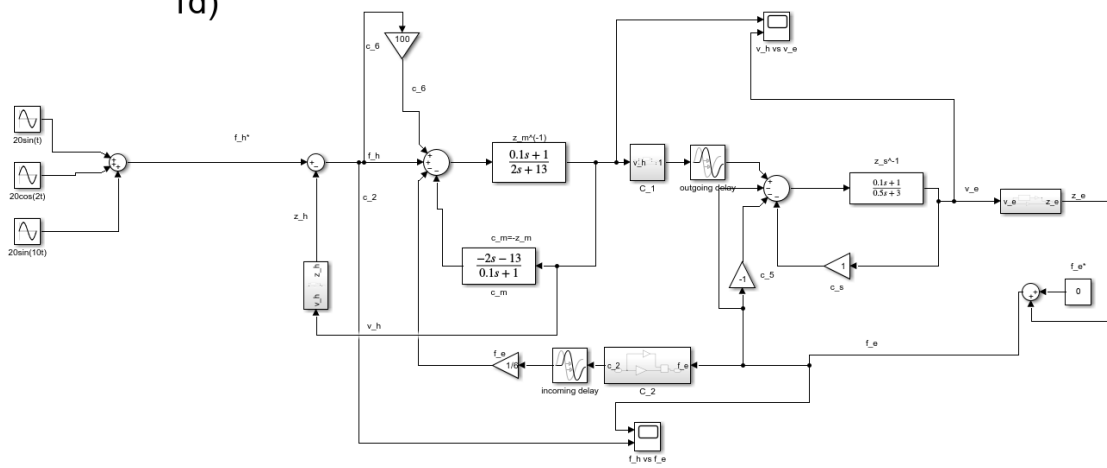 1d)
100
c_6
c_6
z_m^(-1)
0.1s + 1
2s + 13
v_h vs v_e
20sin(t)
20cos(2t)
20sin(10t)
f_h*
f_h
c_2
z_h
z_h
v_h
v_h
-2s - 13
0.1s + 1
c_m=-z_m
c_m
v_h
C_1
outgoing delay
z_s^-1
0.1s + 1
0.5s + 3
v_e
v_e
z_e
z_e
-1
c_5
1
c_s
f_e*
0
f_e
f_e
1/6
incoming delay
c_2
f_e
C_2
f_h vs f_e